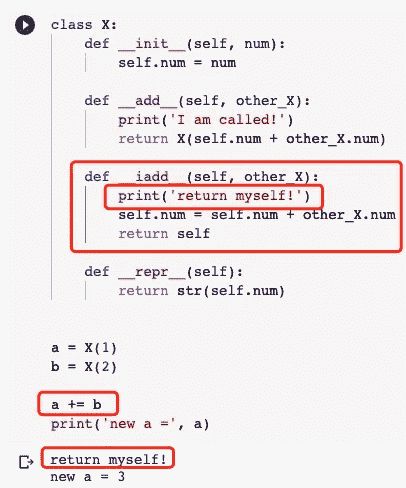 class X:
    def __init__(self, num):
        self.num = num

    def __add__(self, other_X):
        print('I am called!')
        return X(self.num + other_X.num)

    def __iadd__(self, other_X):
        print('return myself!')
        self.num = self.num + other_X.num
        return self

    def __repr__(self):
        return str(self.num)


a = X(1)
b = X(2)

a += b
print('new a =', a)

return myself!
new a = 3